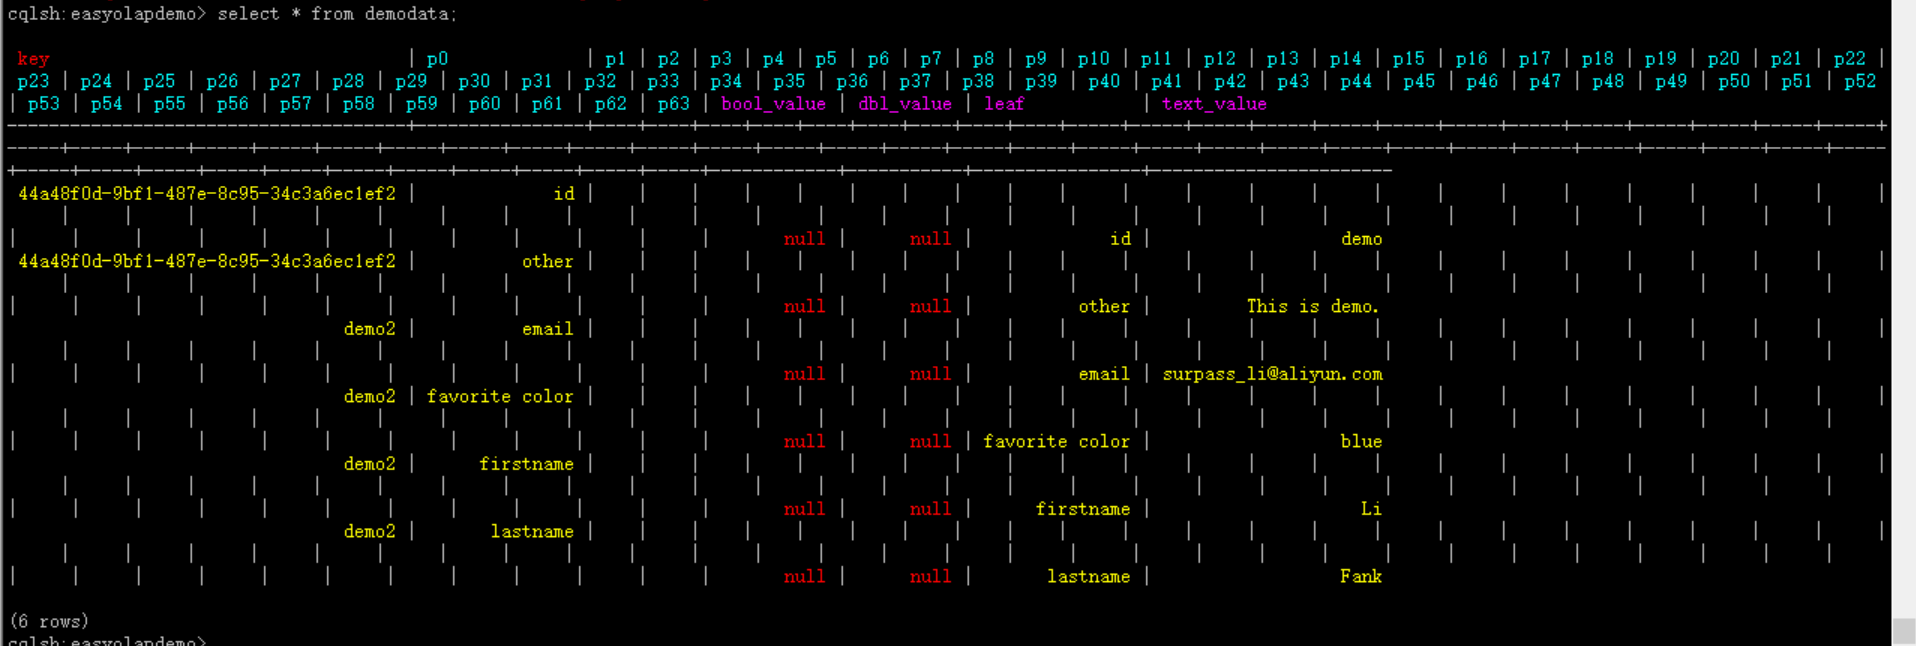 cqlsh:easyolapdemo> select * from demodata;
key | p0 | p1 | p2 | p3 | p4 | p5 | p6 | p7 | p8 | p9 | p10 | p11 | p12 | p13 | p14 | p15 | p16 | p17 | p18 | p19 | p20 | p21 | p22 |
p23 | p24 | p25 | p26 | p27 | p28 | p29 | p30 | p31 | p32 | p33 | p34 | p35 | p36 | p37 | p38 | p39 | p40 | p41 | p42 | p43 | p44 | p45 | p46 | p47 | p48 | p49 | p50 | p51 | p52
| p53 | p54 | p55 | p56 | p57 | p58 | p59 | p60 | p61 | p62 | p63 | bool_value | dbl_value | leaf | text_value
44a48f0d-9bf1-487e-8c95-34c3a6ec1ef2 | id |
null | null | id | demo
44a48f0d-9bf1-487e-8c95-34c3a6ec1ef2 | other |
null | null | other | This is demo.
demo2 | email |
null | null | email | surpass_li@aliyun.com
demo2 | favorite color |
null | null | favorite color | blue
demo2 | firstname |
null | null | firstname | Li
demo2 | lastname |
null | null | lastname | Fank
(6 rows)
cqlsh:easyolapdemo>